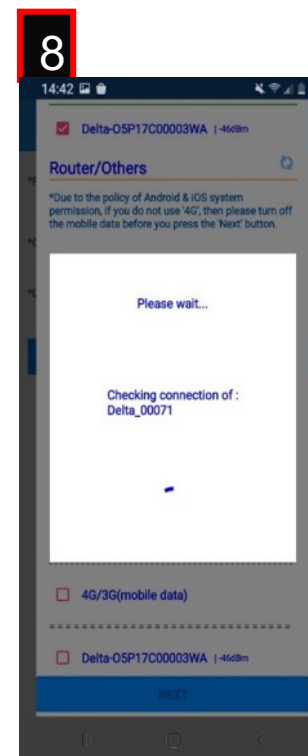 8
14:42
Delta-O5P17C00003WA | -46dBm
Router/Others
*Due to the policy of Android & iOS system
permission, if you do not use '4G', then please turn off
the mobile data before you press the 'Next' button.
Please wait...
Checking connection of :
Delta_00071
4G/3G(mobile data)
Delta-O5P17C00003WA | -46dBm
NEXT